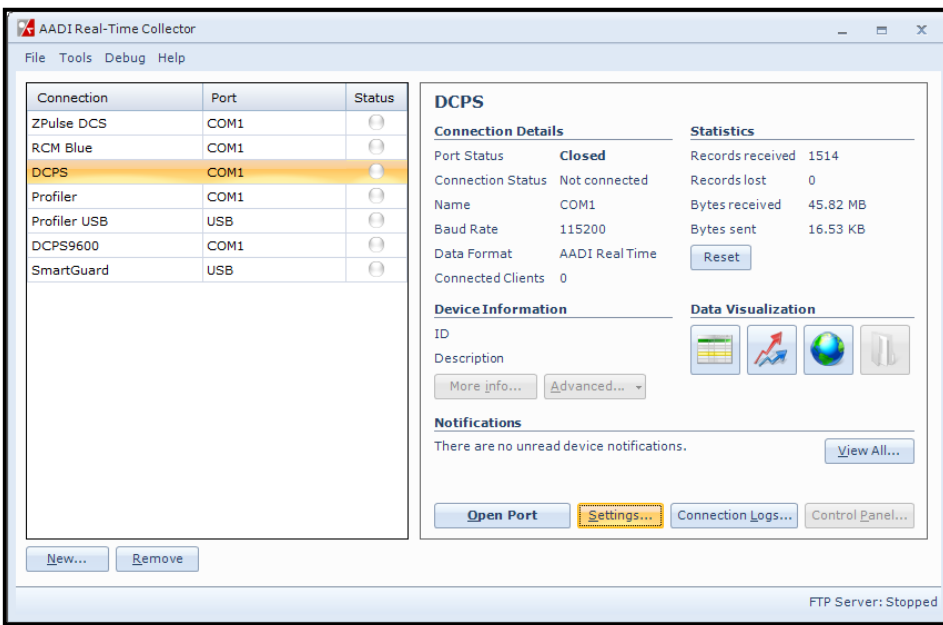 AADI Real-Time Collector
File Tools Debug Help
Connection Port Status
ZPulse DCS COM1
RCM Blue COM1
DCPS COM1
Profiler COM1
Profiler USB USB
DCPS9600 COM1
SmartGuard USB
New... Remove
DCPS
Connection Details
Port Status Closed
Connection Status Not connected
Name COM1
Baud Rate 115200
Data Format AADI Real Time
Connected Clients 0
Statistics
Records received 1514
Records lost 0
Bytes received 45.82 MB
Bytes sent 16.53 KB
Reset
Device Information
ID
Description
More info... Advanced...
Data Visualization
Notifications
There are no unread device notifications.
View All...
Open Port Settings... Connection Logs... Control Panel...
FTP Server: Stopped